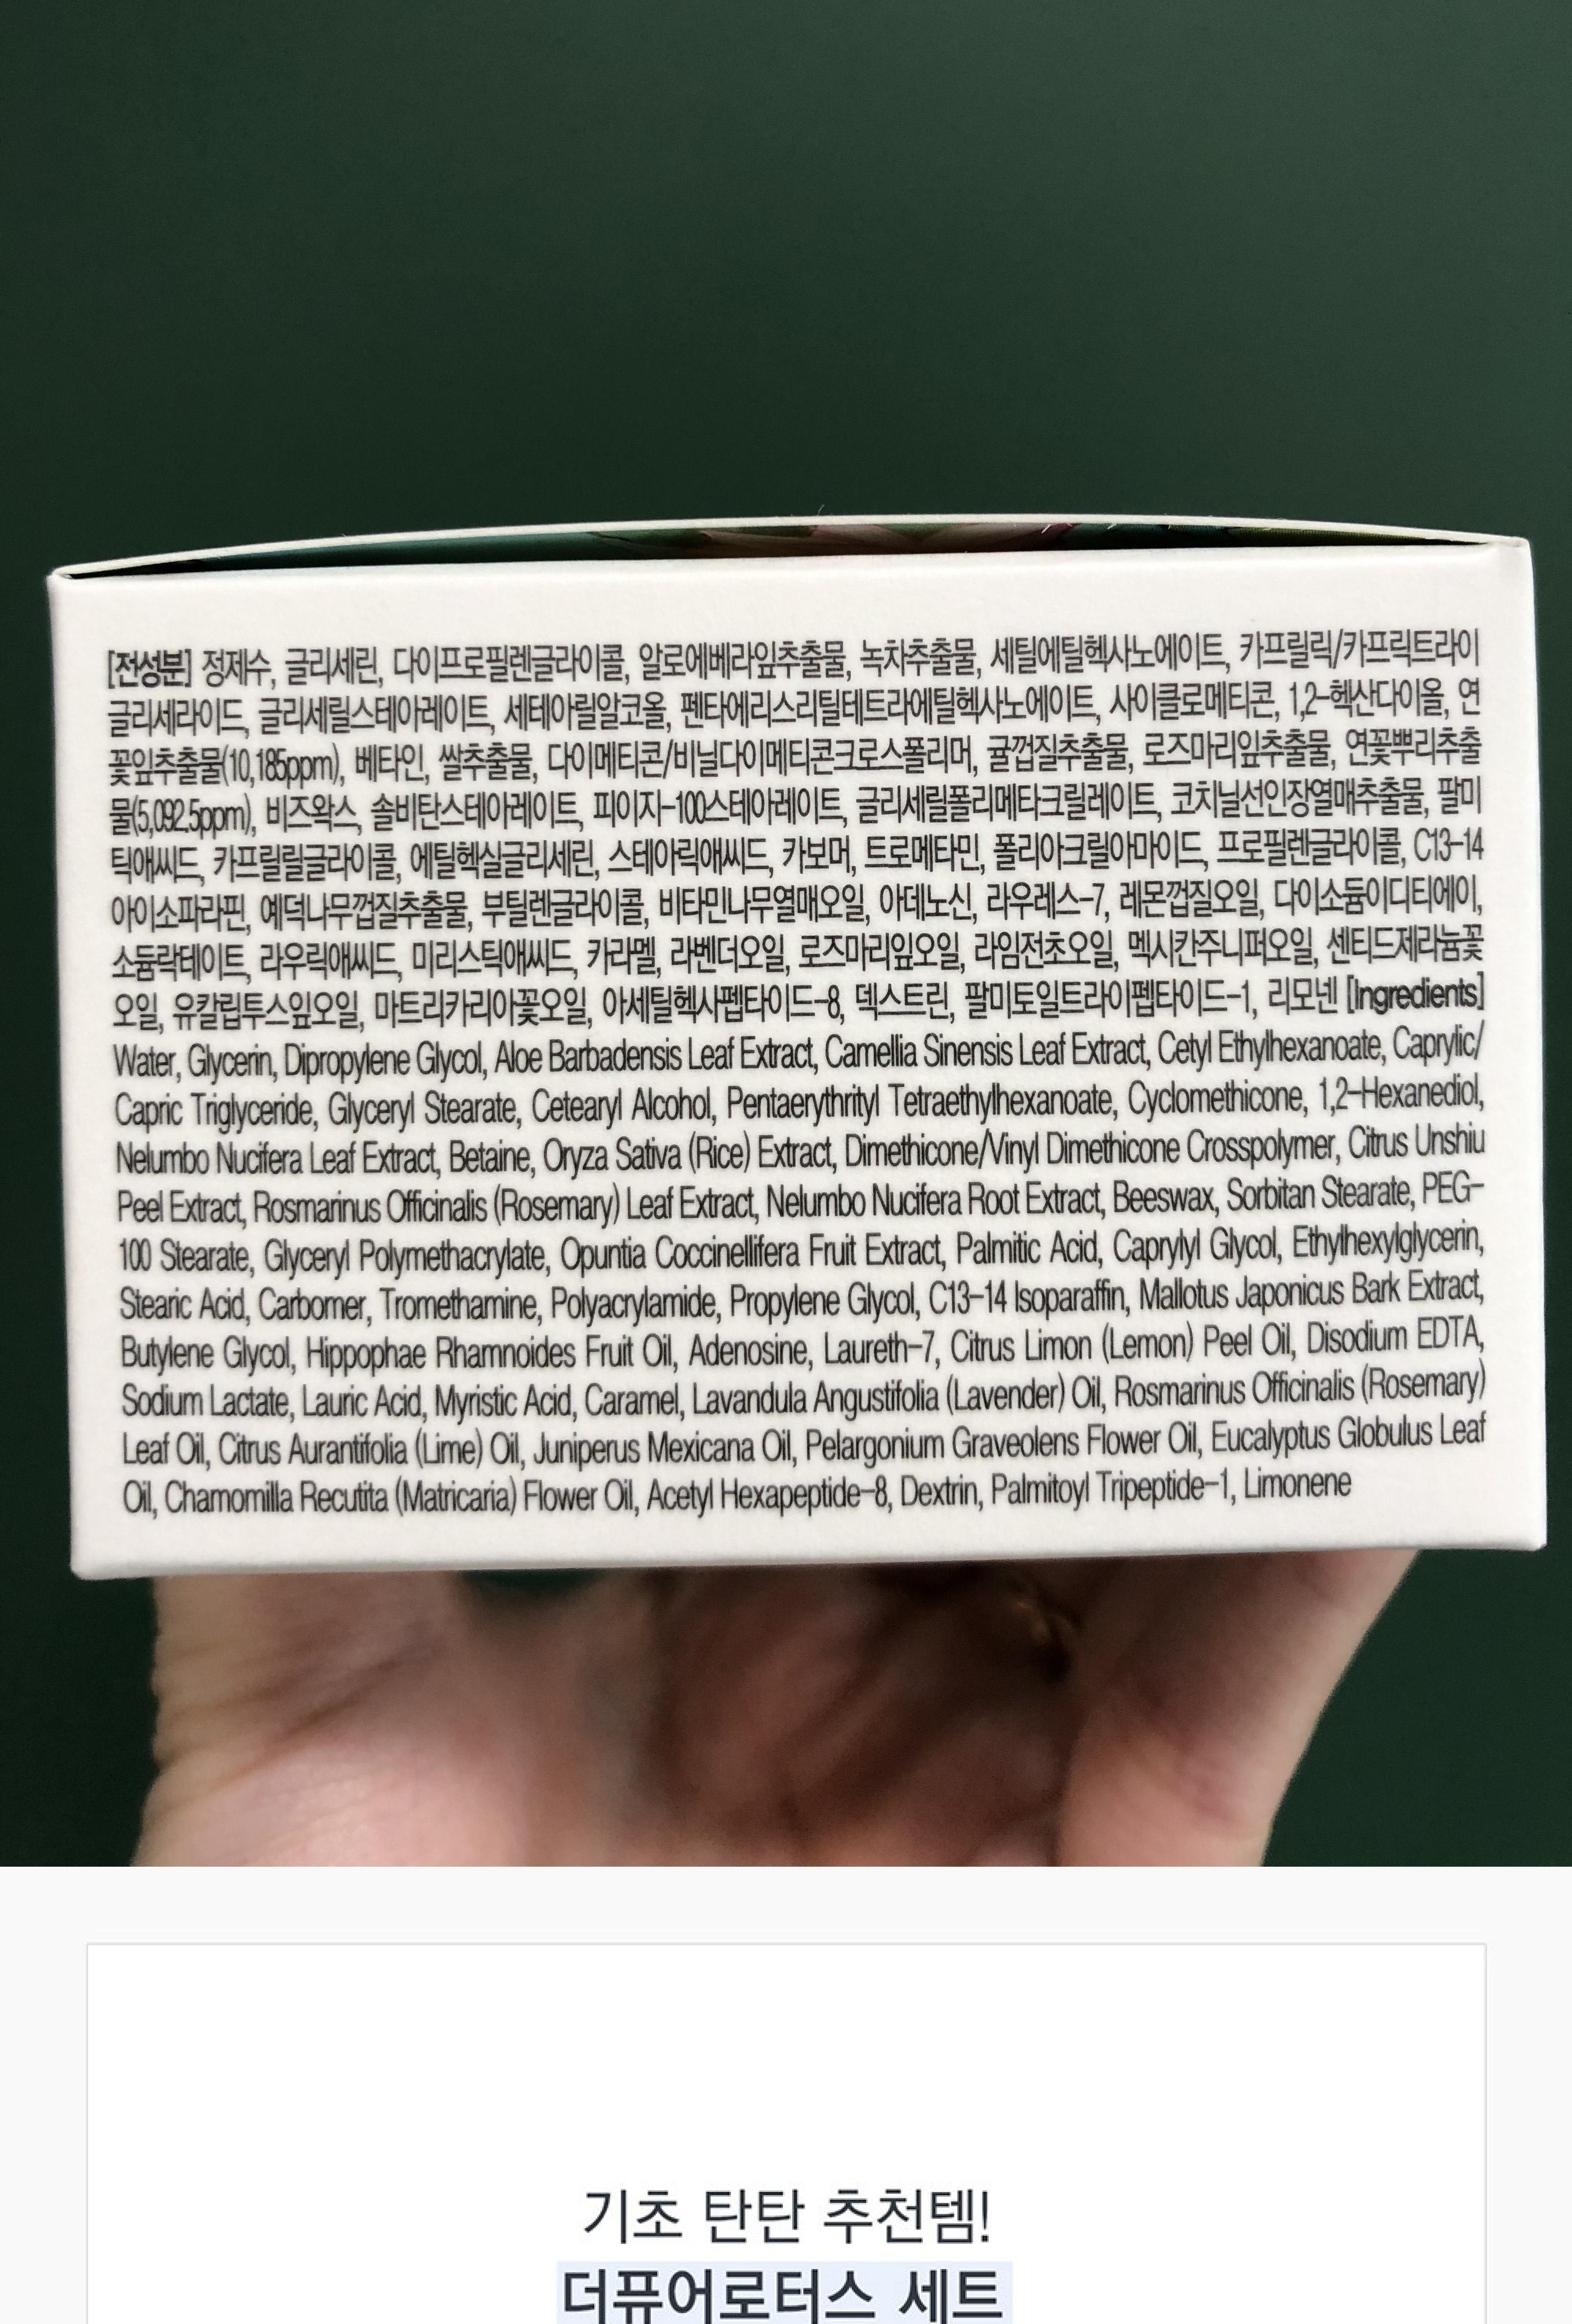 [전성분] 정제수, 글리세린, 다이프로필렌글라이콜, 알로에베라잎추출물, 녹차추출물, 세틸에틸헥사노에이트, 카프릴릭/카프릭트라이
글리세라이드, 글리세릴스테아레이트, 세테아릴알코올, 펜타에리스리틸테트라에틸헥사노에이트, 사이클로메티콘, 1,2-헥산다이올, 연
꽃잎추출물(10,185ppm), 베타인, 쌀추출물, 다이메티콘/비닐다이메티콘크로스폴리머, 귤껍질추출물, 로즈마리잎추출물, 연꽃뿌리추출
물(5,092.5ppm), 비즈왁스, 솔비탄스테아레이트, 피이지-100스테아레이트, 글리세릴폴리메타크릴레이트, 코치닐선인장열매추출물, 팔미
틱애씨드, 카프릴릴글라이콜, 에틸헥실글리세린, 스테아릭애씨드, 카보머, 트로메타민, 폴리아크릴아마이드, 프로필렌글라이콜, C13-14
아이소파라핀, 예덕나무껍질추출물, 부틸렌글라이콜, 비타민나무열매오일, 아데노신, 라우레스-7, 레몬껍질오일, 다이소듐이디티에이,
소듐락테이트, 라우릭애씨드, 미리스틱애씨드, 카라멜, 라벤더오일, 로즈마리잎오일, 라임전초오일, 멕시칸주니퍼오일, 센티드제라늄꽃
오일, 유칼립투스잎오일, 마트리카리아꽃오일, 아세틸헥사펩타이드-8, 덱스트린, 팔미토일트라이펩타이드-1, 리모넨 [Ingredients]
Water, Glycerin, Dipropylene Glycol, Aloe Barbadensis Leaf Extract, Camellia Sinensis Leaf Extract, Cetyl Ethylhexanoate, Caprylic/
Capric Triglyceride, Glyceryl Stearate, Cetearyl Alcohol, Pentaerythrityl Tetraethylhexanoate, Cyclomethicone, 1,2-Hexanediol,
Nelumbo Nucifera Leaf Extract, Betaine, Oryza Sativa (Rice) Extract, Dimethicone/Vinyl Dimethicone Crosspolymer, Citrus Unshiu
Peel Extract, Rosmarinus Officinalis (Rosemary) Leaf Extract, Nelumbo Nucifera Root Extract, Beeswax, Sorbitan Stearate, PEG-
100 Stearate, Glyceryl Polymethacrylate, Opuntia Coccinellifera Fruit Extract, Palmitic Acid, Caprylyl Glycol, Ethylhexylglycerin,
Stearic Acid, Carbomer, Tromethamine, Polyacrylamide, Propylene Glycol, C13-14 Isoparaffin, Mallotus Japonicus Bark Extract,
Butylene Glycol, Hippophae Rhamnoides Fruit Oil, Adenosine, Laureth-7, Citrus Limon (Lemon) Peel Oil, Disodium EDTA,
Sodium Lactate, Lauric Acid, Myristic Acid, Caramel, Lavandula Angustifolia (Lavender) Oil, Rosmarinus Officinalis (Rosemary)
Leaf Oil, Citrus Aurantifolia (Lime) Oil, Juniperus Mexicana Oil, Pelargonium Graveolens Flower Oil, Eucalyptus Globulus Leaf
Oil, Chamomilla Recutita (Matricaria) Flower Oil, Acetyl Hexapeptide-8, Dextrin, Palmitoyl Tripeptide-1, Limonene
기초 탄탄 추천템!
더퓨어로터스 세트